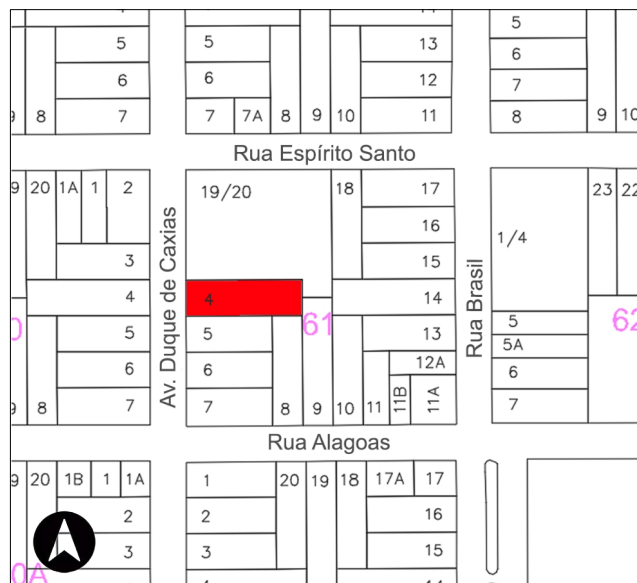 5 5 13 5
6 6 12 6
7
9 8 7 7 7A 8 9 10 11 8 9 10
Rua Espírito Santo
9 20 1A 1 2 19/20 18 17 23 22
16
3 15 1/4
4 4 14
Av. Duque de Caxias
Rua Brasil
61
62
5 5 13 5
5A
6 6 12A 6
7 7 7
9 8 8 9 10 11 11B 11A
Rua Alagoas
9 20 1B 1 1A 1 20 19 18 17A 17
2 2 16
3 3 15
0A